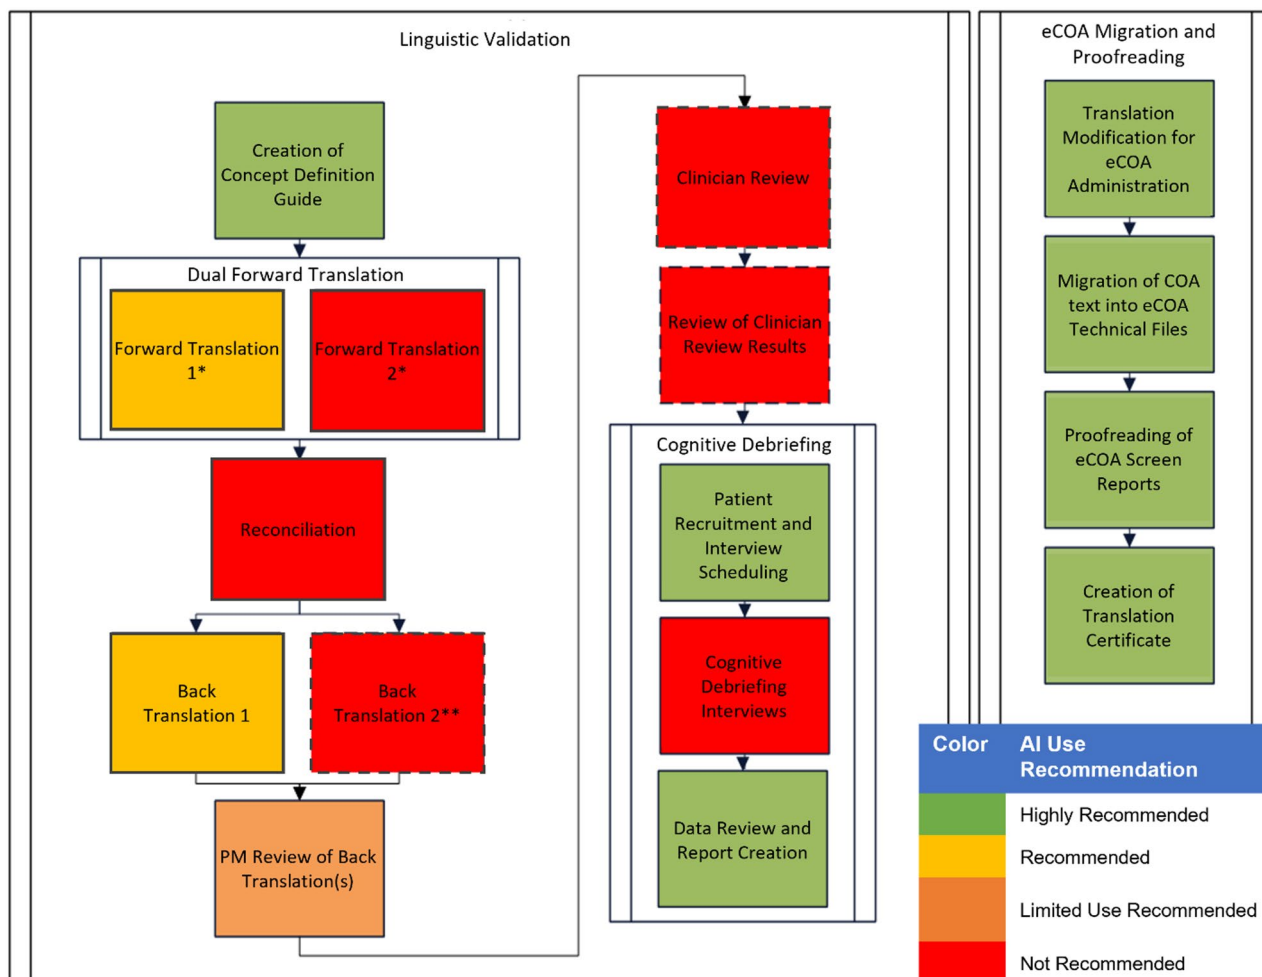 Linguistic Validation
Creation of
Concept Definition
Guide
Dual Forward Translation
Forward Translation
1*
Forward Translation
2*
Reconciliation
Back
Translation 1
Back
Translation 2**
PM Review of Back
Translation(s)
Clinician Review
Review of Clinician
Review Results
Cognitive Debriefing
Patient
Recruitment and
Interview
Scheduling
Cognitive
Debriefing
Interviews
Data Review and
Report Creation
eCOA Migration and
Proofreading
Translation
Modification for
eCOA
Administration
Migration of COA
text into eCOA
Technical Files
Proofreading of
eCOA Screen
Reports
Creation of
Translation
Certificate
Color
AI Use
Recommendation
Highly Recommended
Recommended
Limited Use Recommended
Not Recommended